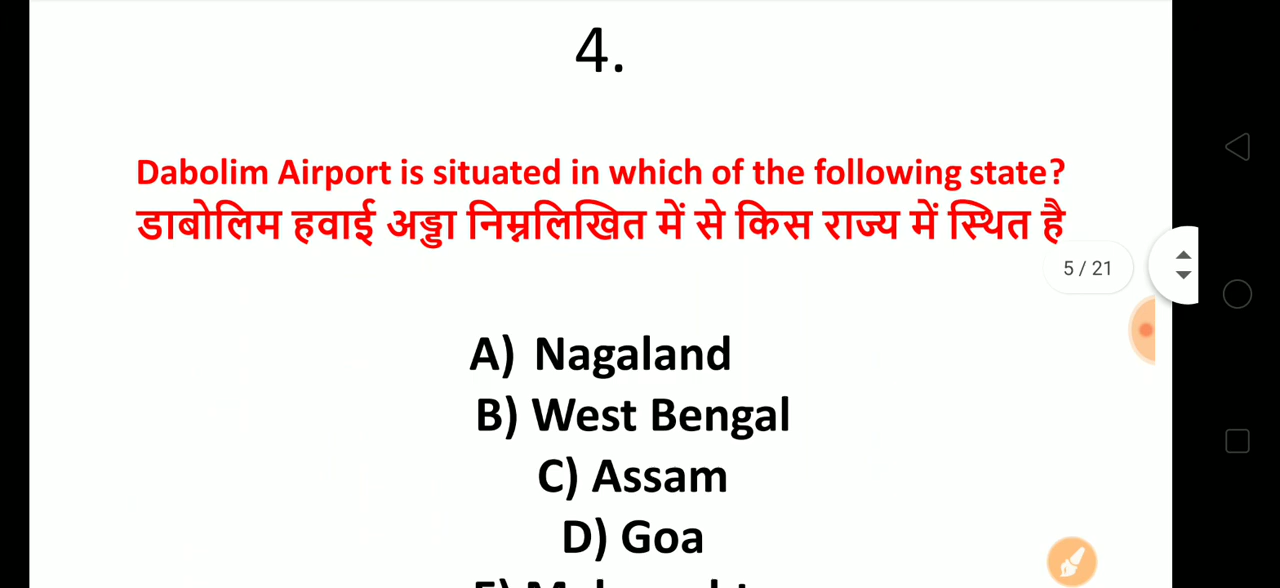 4.
Dabolim Airport is situated in which of the following state?
डाबोलिम हवाई अड्डा निम्नलिखित में से किस राज्य में स्थित है
5 / 21
A) Nagaland
B) West Bengal
C) Assam
D) Goa